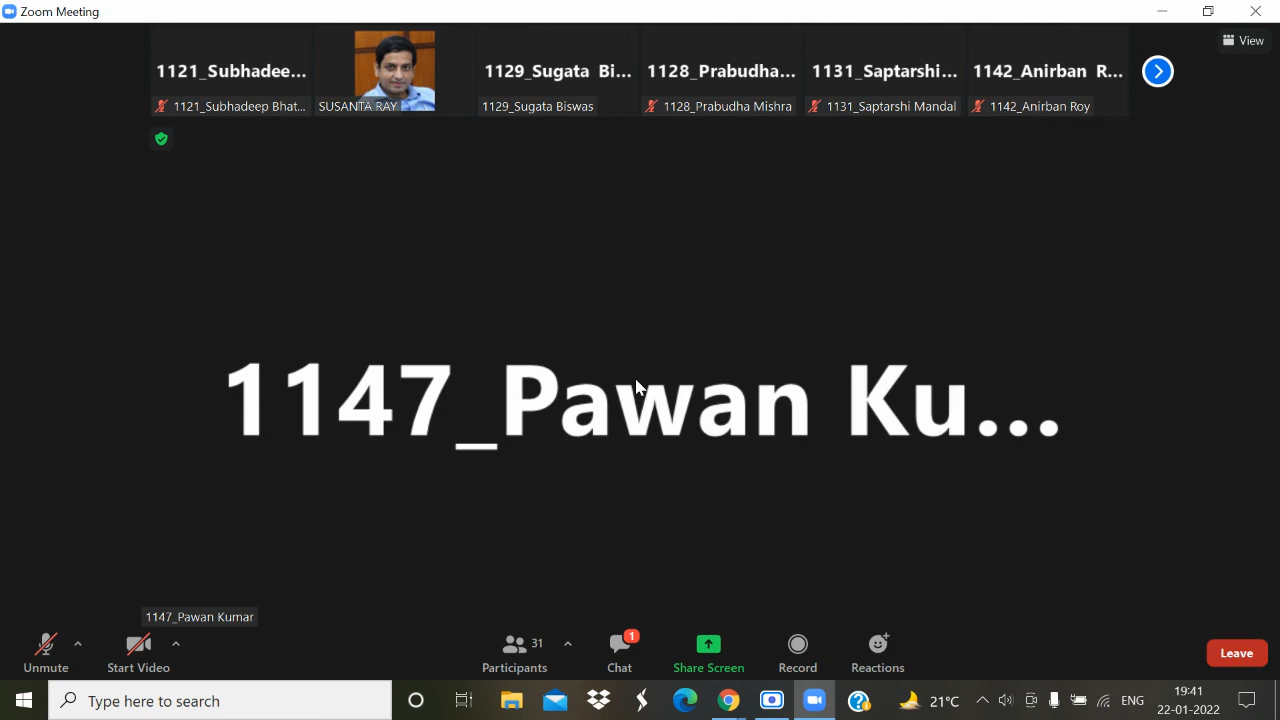 Zoom Meeting
View
1121_Subhadee...
1129_Sugata Bi...
1128_Prabudha...
1131_Saptarshi...
1142_Anirban R...
1121_Subhadeep Bhat...
SUSANTA RAY
1129_Sugata Biswas
1128_Prabudha Mishra
1131_Saptarshi Mandal
1142_Anirban Roy
1147_Pawan Ku...
1147_Pawan Kumar
31
1
Unmute
Start Video
Participants
Chat
Share Screen
Record
Reactions
Leave
Type here to search
21°C
ENG
19:41
22-01-2022